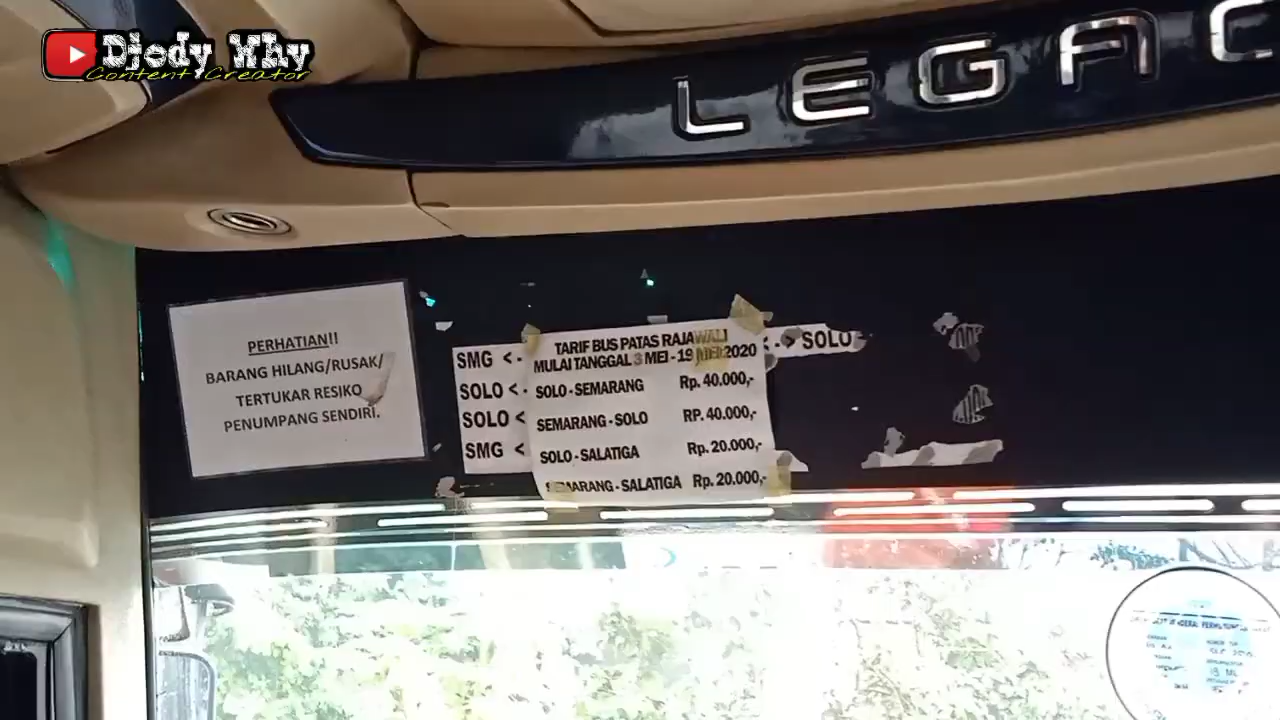 Djody Why
Content Creator
LEGAC
PERHATIAN!!
BARANG HILANG/RUSAK/
TERTUKAR RESIKO
PENUMPANG SENDIRI.
SMG <-
SOLO <-
SOLO <
SMG <
-> SOLO
TARIF BUS PATAS RAJAWALI
MULAI TANGGAL 3 MEI - 19 2020
SOLO - SEMARANG Rp. 40.000,-
SEMARANG - SOLO RP. 40.000,-
SOLO - SALATIGA Rp. 20.000,-
SEMARANG - SALATIGA Rp. 20.000,-